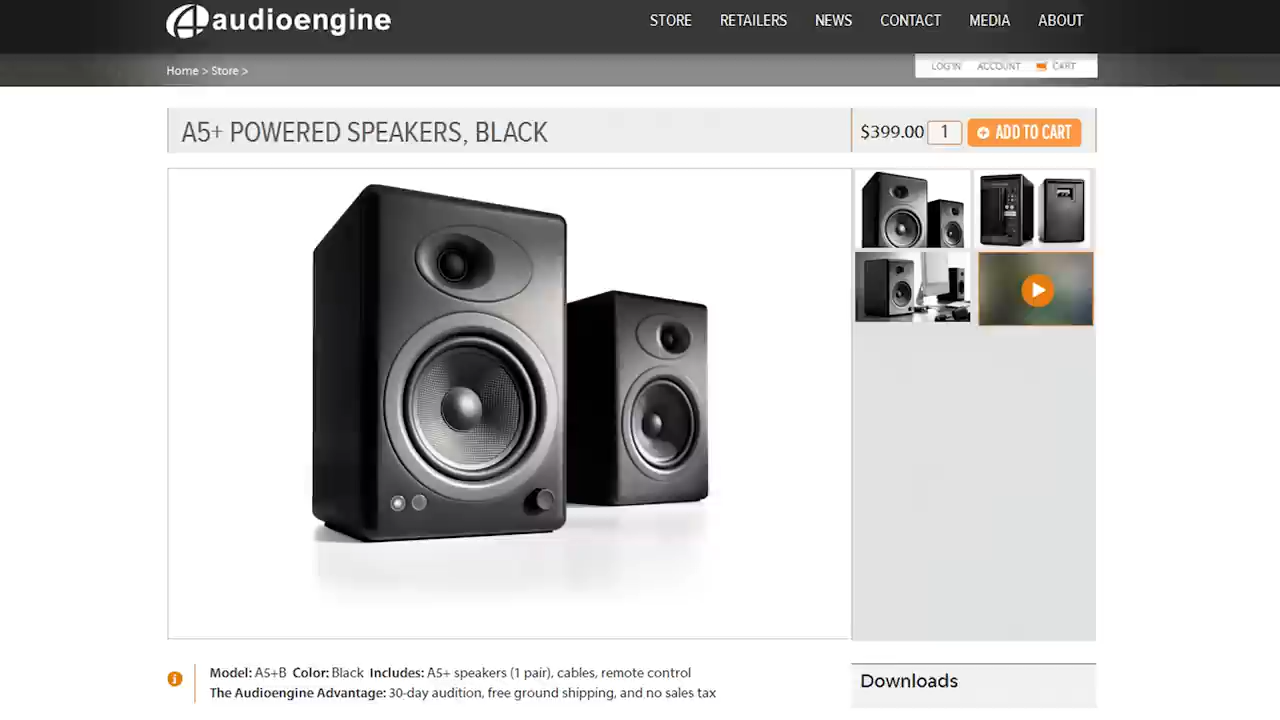 audioengine
STORE RETAILERS NEWS CONTACT MEDIA ABOUT
Home > Store >
LOGIN ACCOUNT CART
A5+ POWERED SPEAKERS, BLACK
$399.00 1 ADD TO CART
Model: A5+B Color: Black Includes: A5+ speakers (1 pair), cables, remote control
The Audioengine Advantage: 30-day audition, free ground shipping, and no sales tax
Downloads